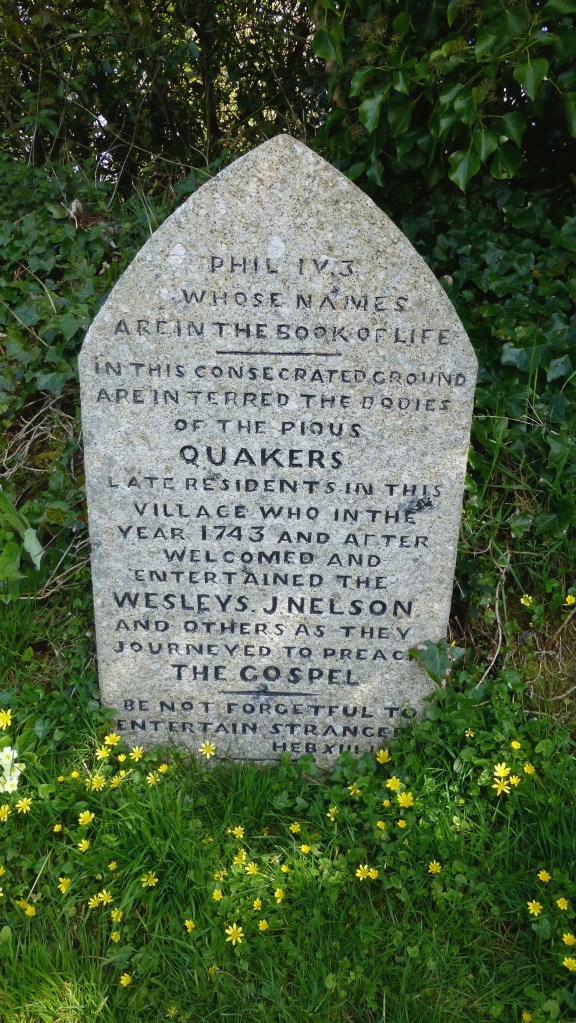 PHIL IV.3
WHOSE NAMES
ARE IN THE BOOK OF LIFE
IN THIS CONSECRATED GROUND
ARE INTERRED THE BODIES
OF THE PIOUS
QUAKERS
LATE RESIDENTS IN THIS
VILLAGE WHO IN THE
YEAR 1743 AND AFTER
WELCOMED AND
ENTERTAINED THE
WESLEYS. J NELSON
AND OTHERS AS THEY
JOURNEYED TO PREACH
THE GOSPEL
BE NOT FORGETFUL TO
ENTERTAIN STRANGERS
HEB XIII